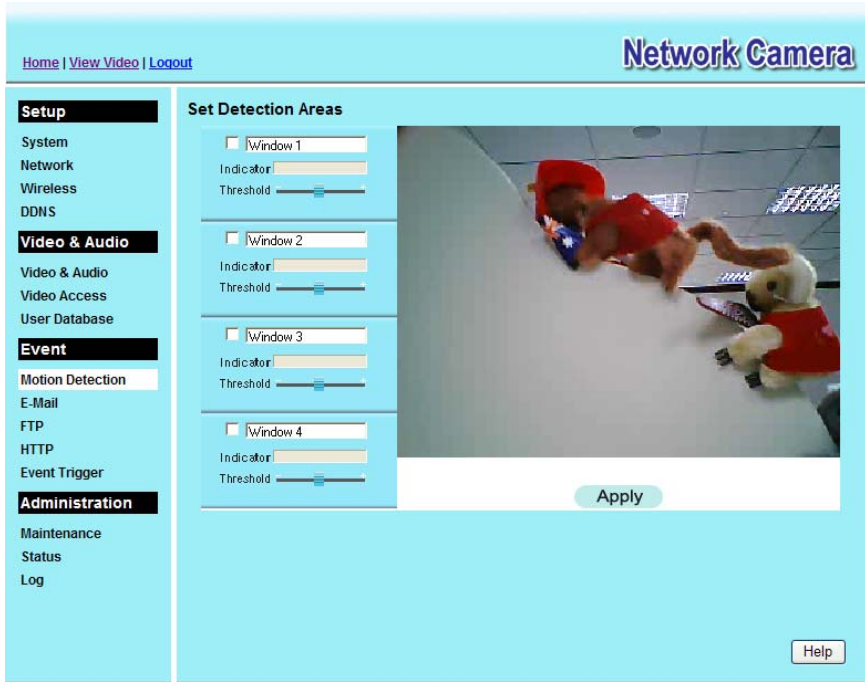 Home | View Video | Logout
Network Camera
Setup
System
Network
Wireless
DDNS
Video & Audio
Video & Audio
Video Access
User Database
Event
Motion Detection
E-Mail
FTP
HTTP
Event Trigger
Administration
Maintenance
Status
Log
Set Detection Areas
Window 1
Indicator
Threshold - +
Window 2
Indicator
Threshold - +
Window 3
Indicator
Threshold - +
Window 4
Indicator
Threshold - +
Apply
Help